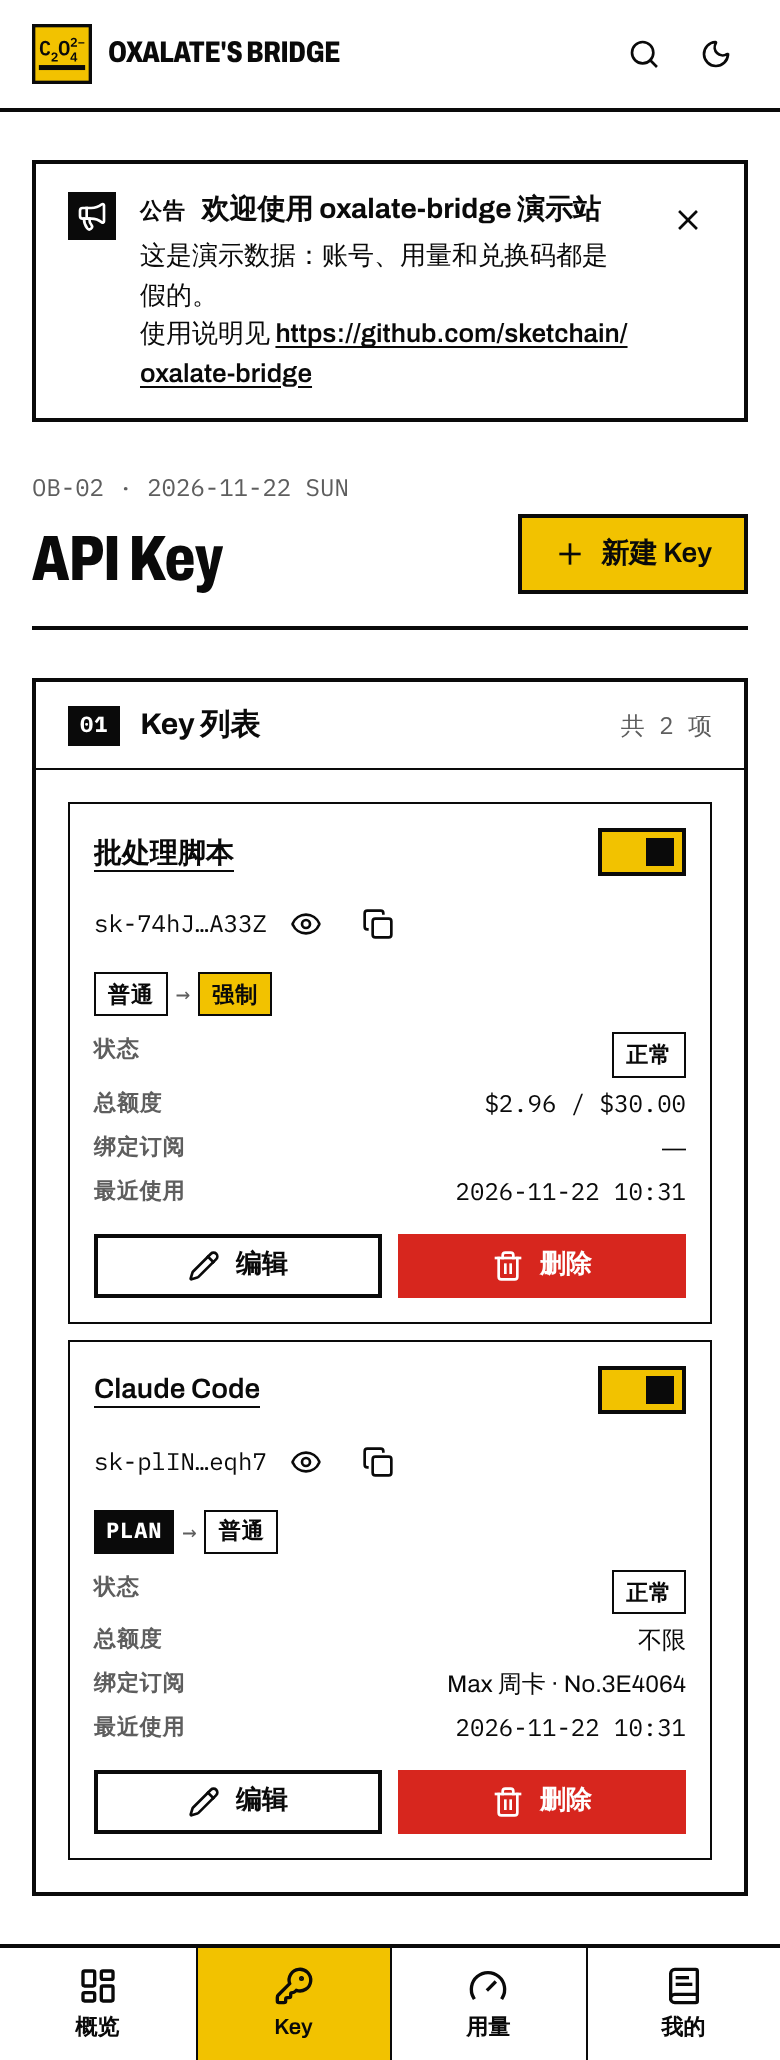 C₂O₄²⁻ OXALATE'S BRIDGE
公告 欢迎使用 oxalate-bridge 演示站
这是演示数据：账号、用量和兑换码都是
假的。
使用说明见 https://github.com/sketchain/
oxalate-bridge
OB-02 · 2026-11-22 SUN
API Key
新建 Key
01 Key 列表 共 2 项
批处理脚本
sk-74hJ…A33Z
普通 → 强制
状态 正常
总额度 $2.96 / $30.00
绑定订阅 —
最近使用 2026-11-22 10:31
编辑 删除
Claude Code
sk-plIN…eqh7
PLAN → 普通
状态 正常
总额度 不限
绑定订阅 Max 周卡 · No.3E4064
最近使用 2026-11-22 10:31
编辑 删除
概览 Key 用量 我的